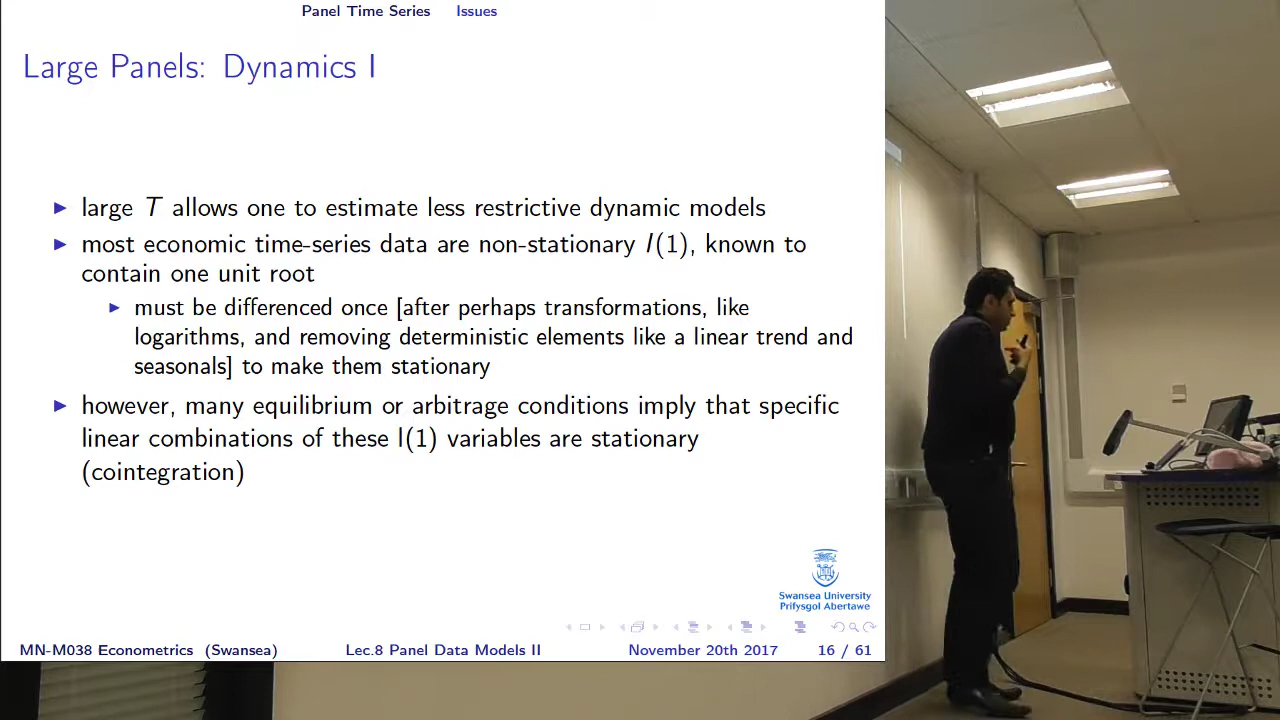 Panel Time Series Issues
Large Panels: Dynamics I
▶ large T allows one to estimate less restrictive dynamic models
▶ most economic time-series data are non-stationary I(1), known to
contain one unit root
▶ must be differenced once [after perhaps transformations, like
logarithms, and removing deterministic elements like a linear trend and
seasonals] to make them stationary
▶ however, many equilibrium or arbitrage conditions imply that specific
linear combinations of these I(1) variables are stationary
(cointegration)
Swansea University
Prifysgol Abertawe
MN-M038 Econometrics (Swansea) Lec.8 Panel Data Models II November 20th 2017 16 / 61